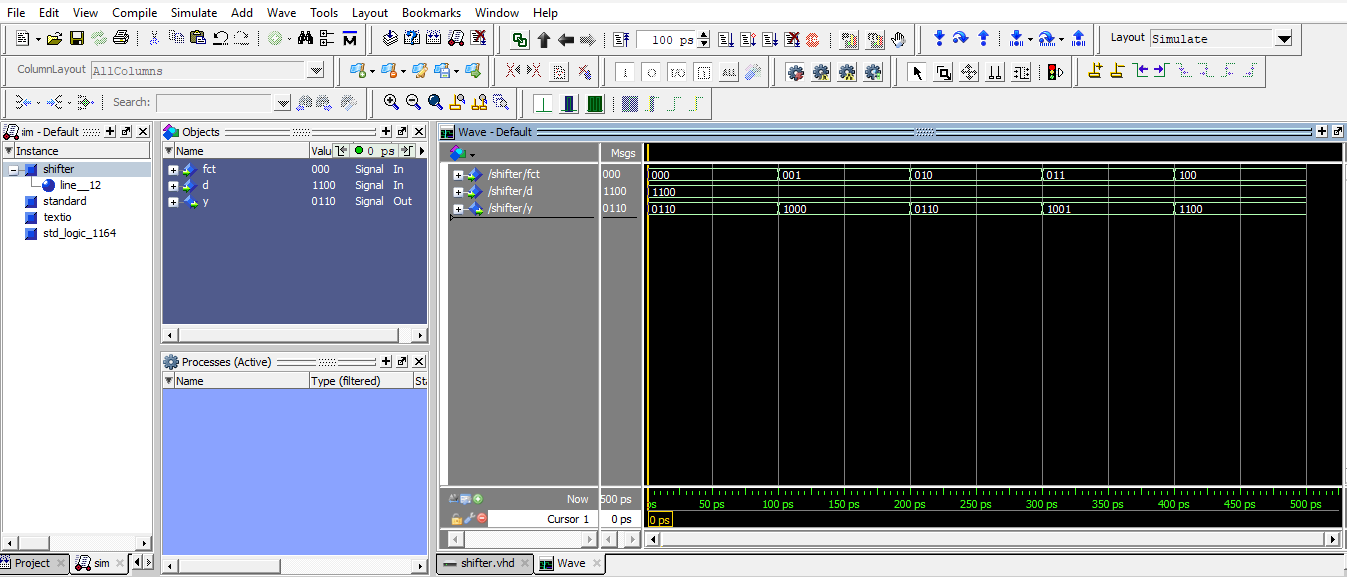 File Edit View Compile Simulate Add Wave Tools Layout Bookmarks Window Help
100 ps Layout Simulate
ColumnLayout AllColumns
Search:
sim - Default
Instance
shifter
line__12
standard
textio
std_logic_1164
Project sim
Objects
Name Valu 0 ps
fct 000 Signal In
d 1100 Signal In
y 0110 Signal Out
Processes (Active)
Name Type (filtered) Sta
Wave - Default
Msgs
/shifter/fct 000 000 001 010 011 100
/shifter/d 1100 1100
/shifter/y 0110 0110 1000 0110 1001 1100
Now 500 ps ps 50 ps 100 ps 150 ps 200 ps 250 ps 300 ps 350 ps 400 ps 450 ps 500 ps
Cursor 1 0 ps 0 ps
shifter.vhd Wave